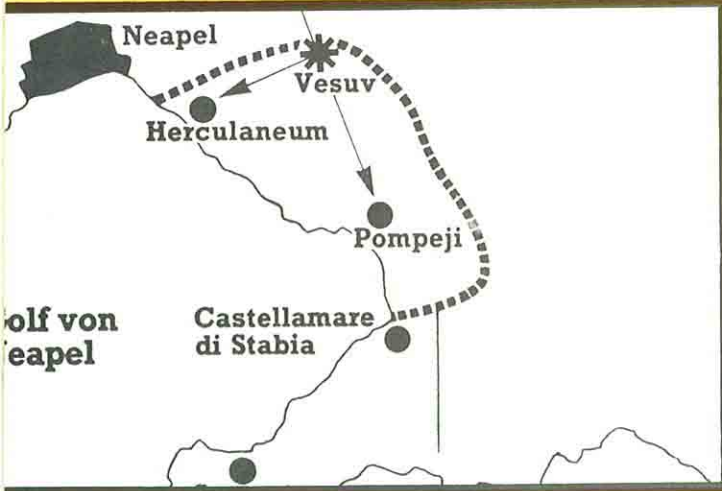 Neapel
Vesuv
Herculaneum
Pompeji
Castellamare
di Stabia
olf von
eapel